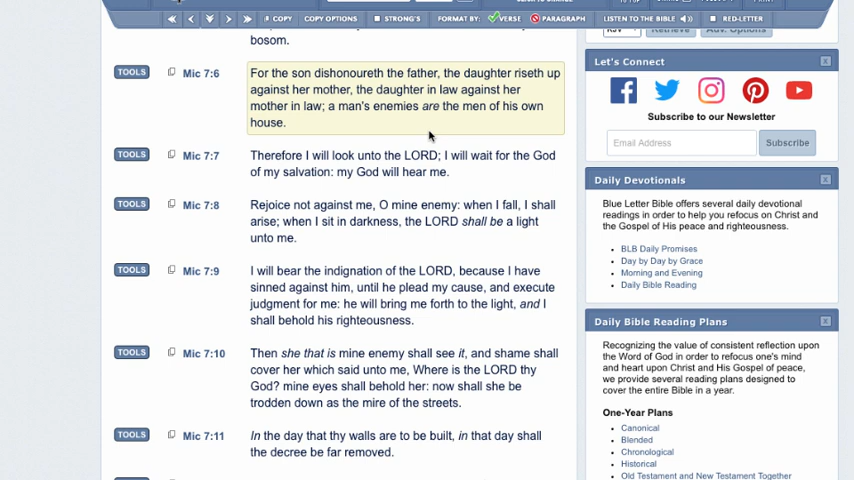 COPY
COPY OPTIONS
STRONG'S
FORMAT BY:
VERSE
PARAGRAPH
LISTEN TO THE BIBLE
RED-LETTER
bosom.
TOOLS
Mic 7:6
For the son dishonoureth the father, the daughter riseth up
against her mother, the daughter in law against her
mother in law; a man's enemies are the men of his own
house.
TOOLS
Mic 7:7
Therefore I will look unto the LORD; I will wait for the God
of my salvation: my God will hear me.
TOOLS
Mic 7:8
Rejoice not against me, O mine enemy: when I fall, I shall
arise; when I sit in darkness, the LORD shall be a light
unto me.
TOOLS
Mic 7:9
I will bear the indignation of the LORD, because I have
sinned against him, until he plead my cause, and execute
judgment for me: he will bring me forth to the light, and I
shall behold his righteousness.
TOOLS
Mic 7:10
Then she that is mine enemy shall see it, and shame shall
cover her which said unto me, Where is the LORD thy
God? mine eyes shall behold her: now shall she be
trodden down as the mire of the streets.
TOOLS
Mic 7:11
In the day that thy walls are to be built, in that day shall
the decree be far removed.
Retrieve
Adv. Options
Let's Connect
Subscribe to our Newsletter
Email Address
Subscribe
Daily Devotionals
Blue Letter Bible offers several daily devotional
readings in order to help you refocus on Christ and
the Gospel of His peace and righteousness.
BLB Daily Promises
Day by Day by Grace
Morning and Evening
Daily Bible Reading
Daily Bible Reading Plans
Recognizing the value of consistent reflection upon
the Word of God in order to refocus one's mind
and heart upon Christ and His Gospel of peace,
we provide several reading plans designed to
cover the entire Bible in a year.
One-Year Plans
Canonical
Blended
Chronological
Historical
Old Testament and New Testament Together